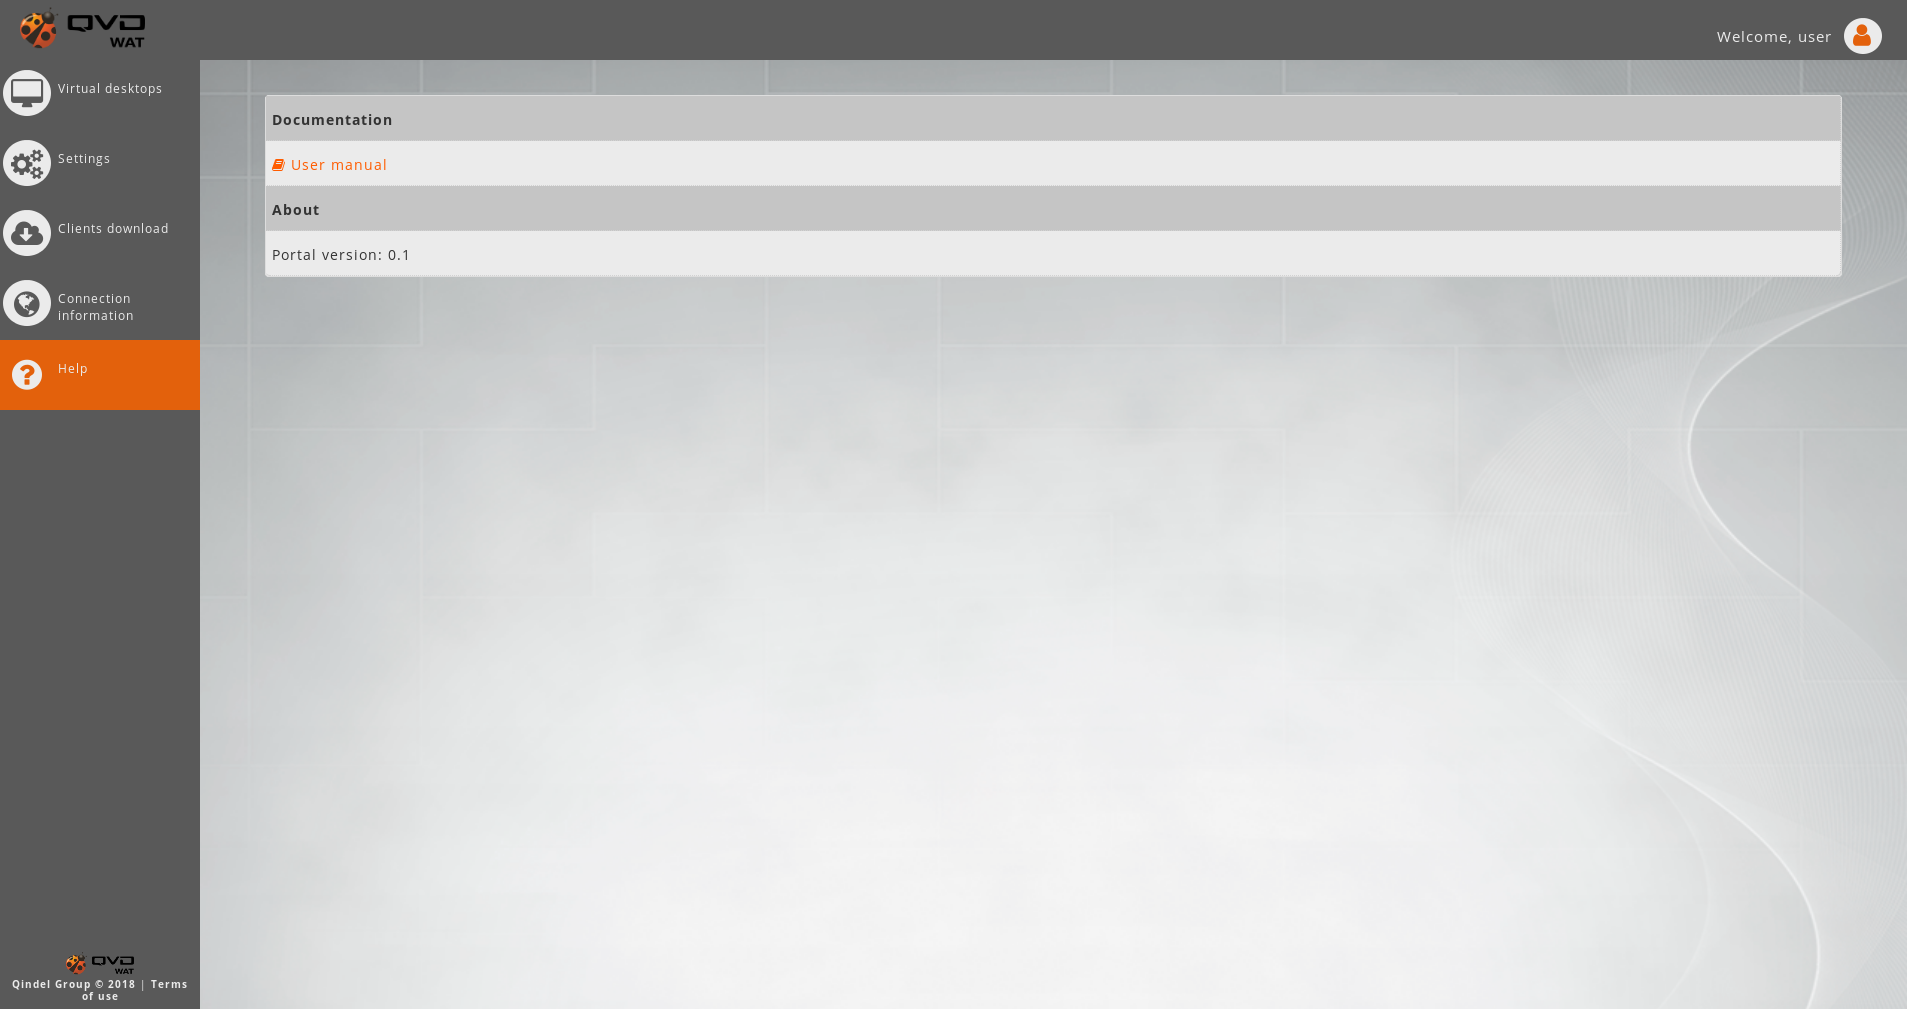 QVD
WAT
Welcome, user
Virtual desktops
Settings
Clients download
Connection
information
Help
Documentation
User manual
About
Portal version: 0.1
QVD
WAT
Qindel Group © 2018 | Terms
of use